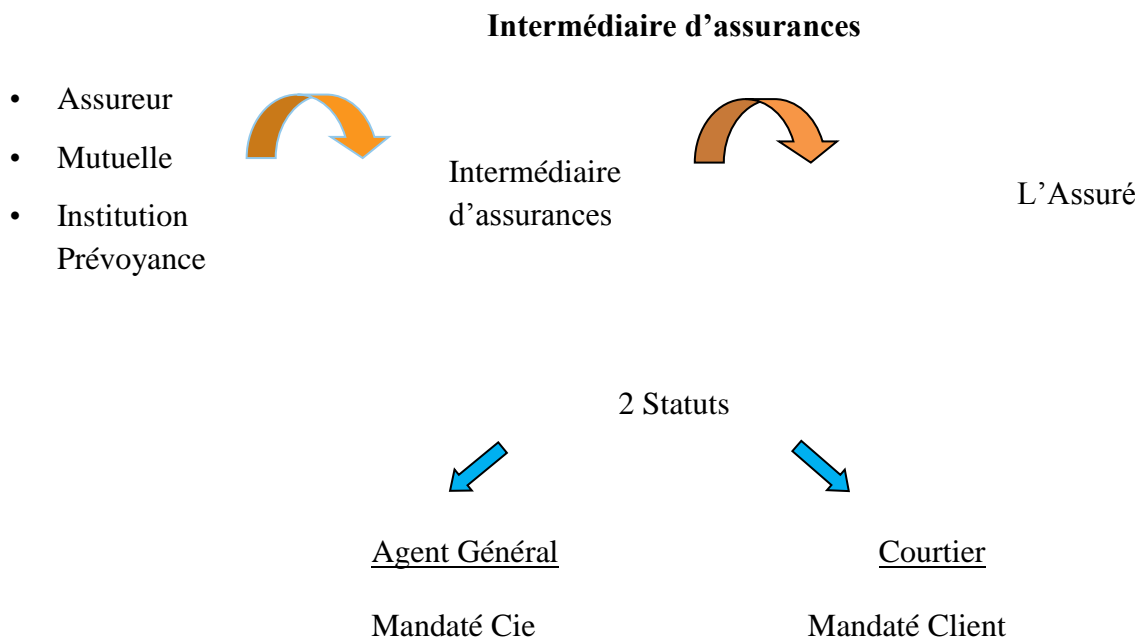 Intermédiaire d’assurances
• Assureur
• Mutuelle
• Institution
Prévoyance
Intermédiaire
d’assurances
L’Assuré
2 Statuts
Agent Général
Courtier
Mandaté Cie
Mandaté Client